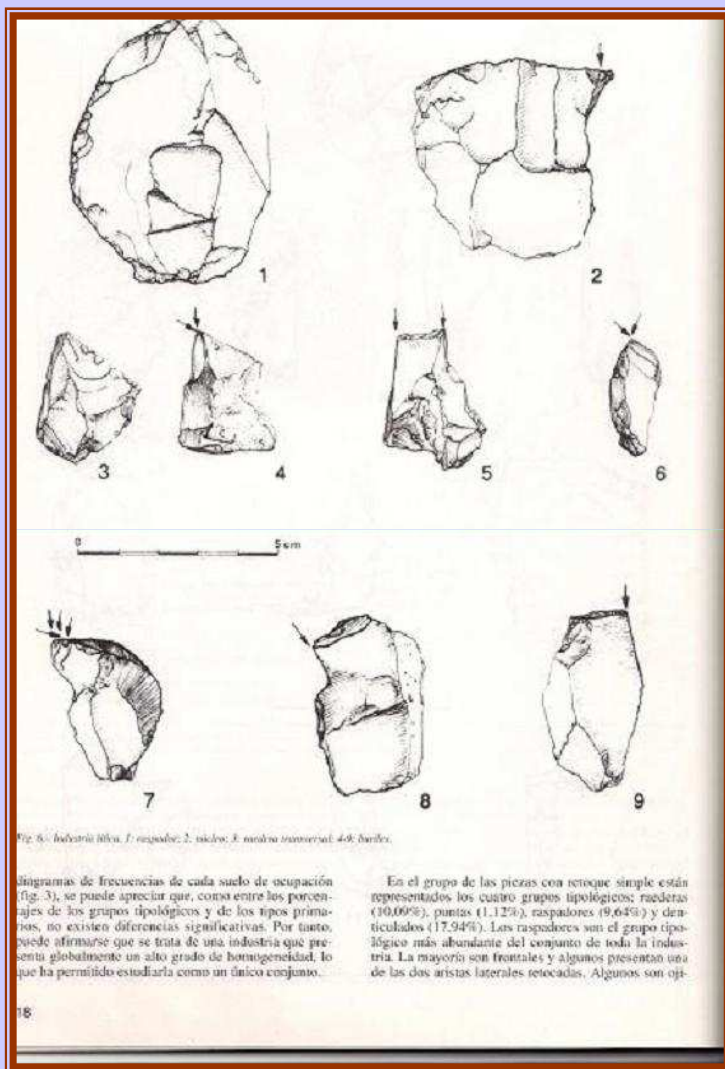 1
2
3
4
5
6
0
5 cm
7
8
9
Fig. 6.- Industria lítica. 1: raspador; 2: núcleo; 3: raedera transversal; 4-9: buriles.
diagramas de frecuencias de cada suelo de ocupación
(fig. 3), se puede apreciar que, como entre los porcen-
tajes de los grupos tipológicos y de los tipos prima-
rios, no existen diferencias significativas. Por tanto,
puede afirmarse que se trata de una industria que pre-
senta globalmente un alto grado de homogeneidad, lo
que ha permitido estudiarla como un único conjunto.
En el grupo de las piezas con retoque simple están
representados los cuatro grupos tipológicos: raederas
(10,09%), puntas (1,12%), raspadores (9,64%) y den-
ticulados (17,94%). Los raspadores son el grupo tipo-
lógico más abundante del conjunto de toda la indus-
tria. La mayoría son frontales y algunos presentan una
de las dos aristas laterales retocadas. Algunos son oji-
18